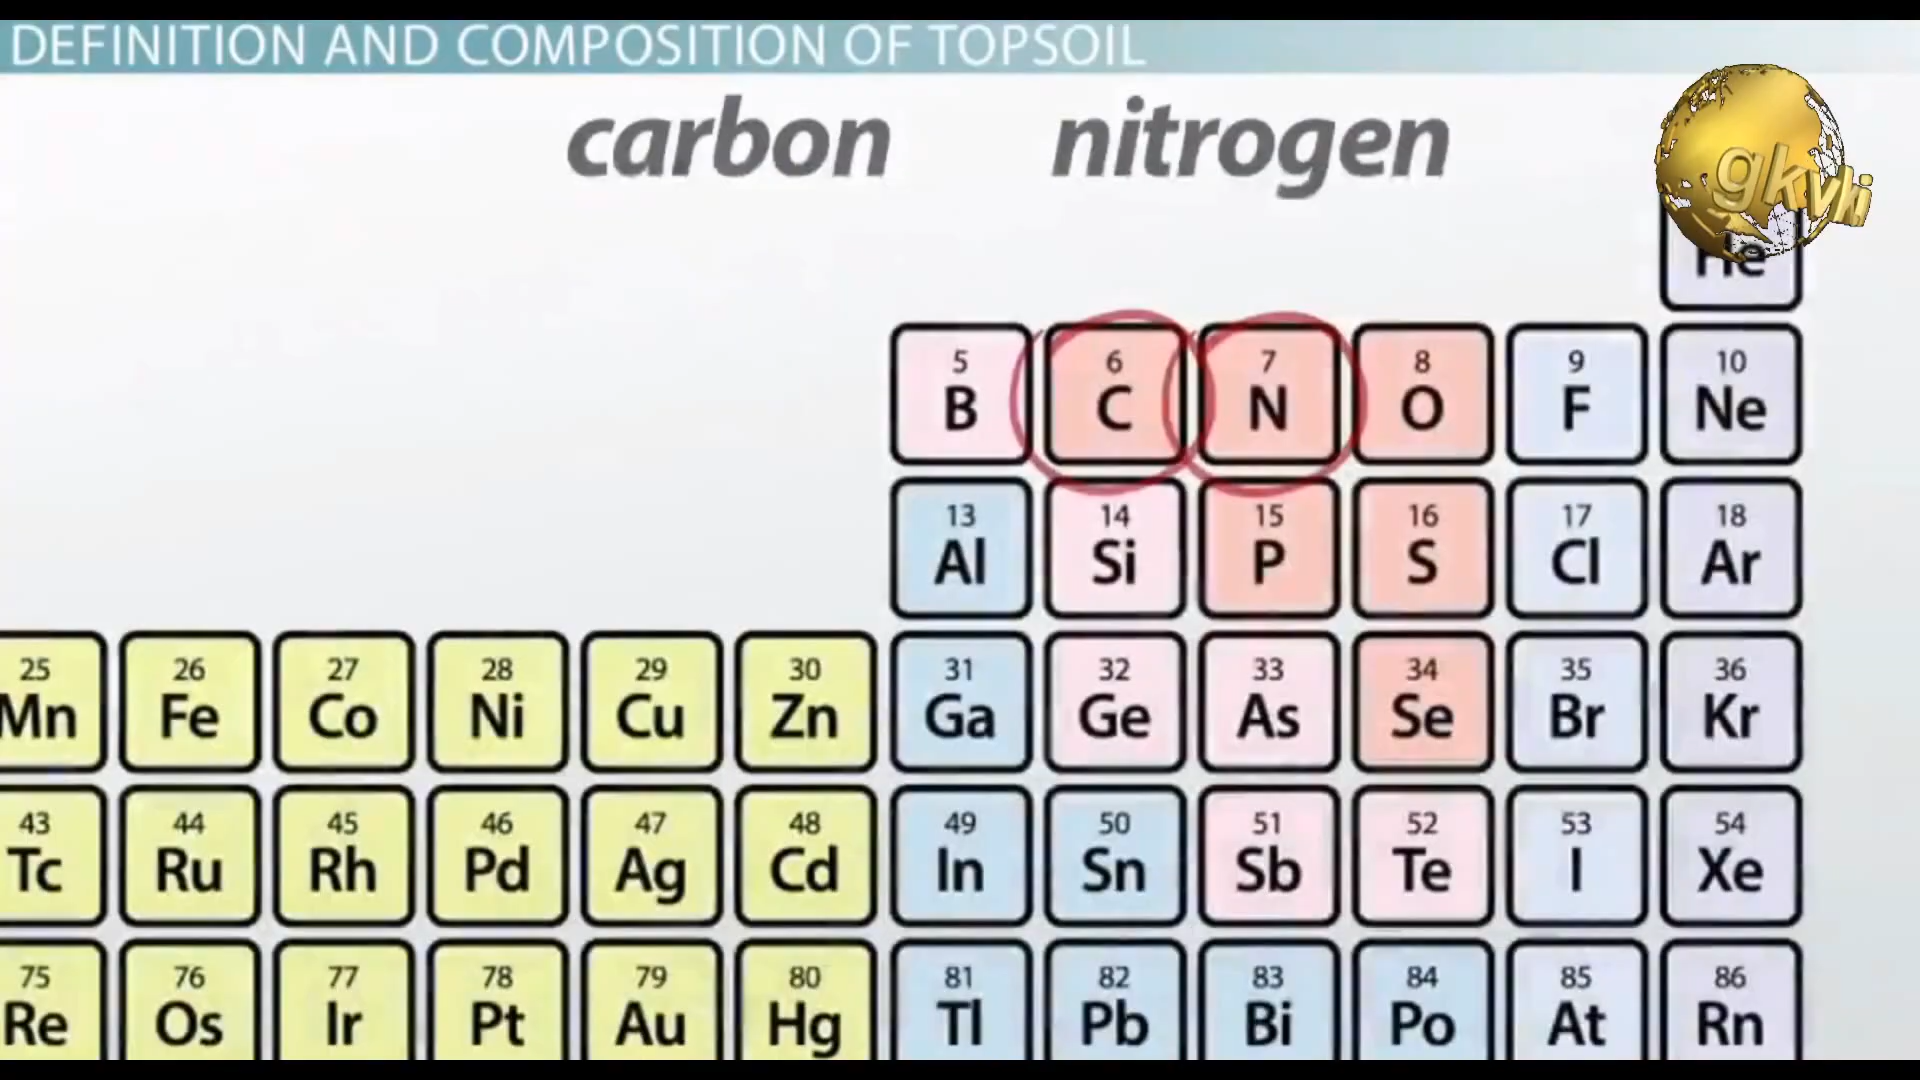 DEFINITION AND COMPOSITION OF TOPSOIL
carbon nitrogen
gkvki
He
5 6 7 8 9 10
B C N O F Ne
13 14 15 16 17 18
Al Si P S Cl Ar
25 26 27 28 29 30 31 32 33 34 35 36
Mn Fe Co Ni Cu Zn Ga Ge As Se Br Kr
43 44 45 46 47 48 49 50 51 52 53 54
Tc Ru Rh Pd Ag Cd In Sn Sb Te I Xe
75 76 77 78 79 80 81 82 83 84 85 86
Re Os Ir Pt Au Hg Tl Pb Bi Po At Rn